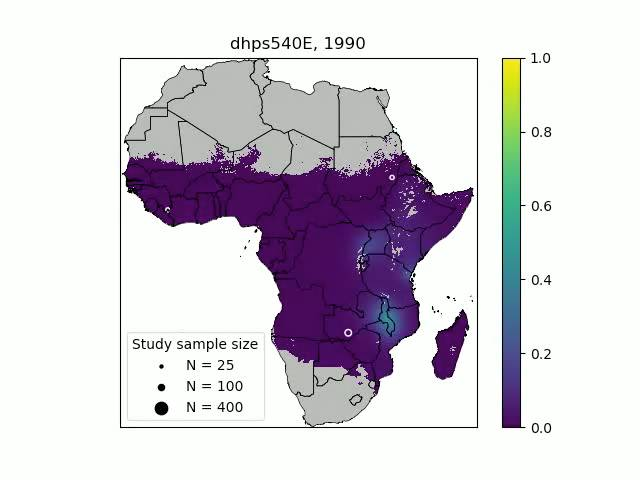 dhps540E, 1990
1.0
0.8
0.6
0.4
0.2
0.0
Study sample size
N = 25
N = 100
N = 400